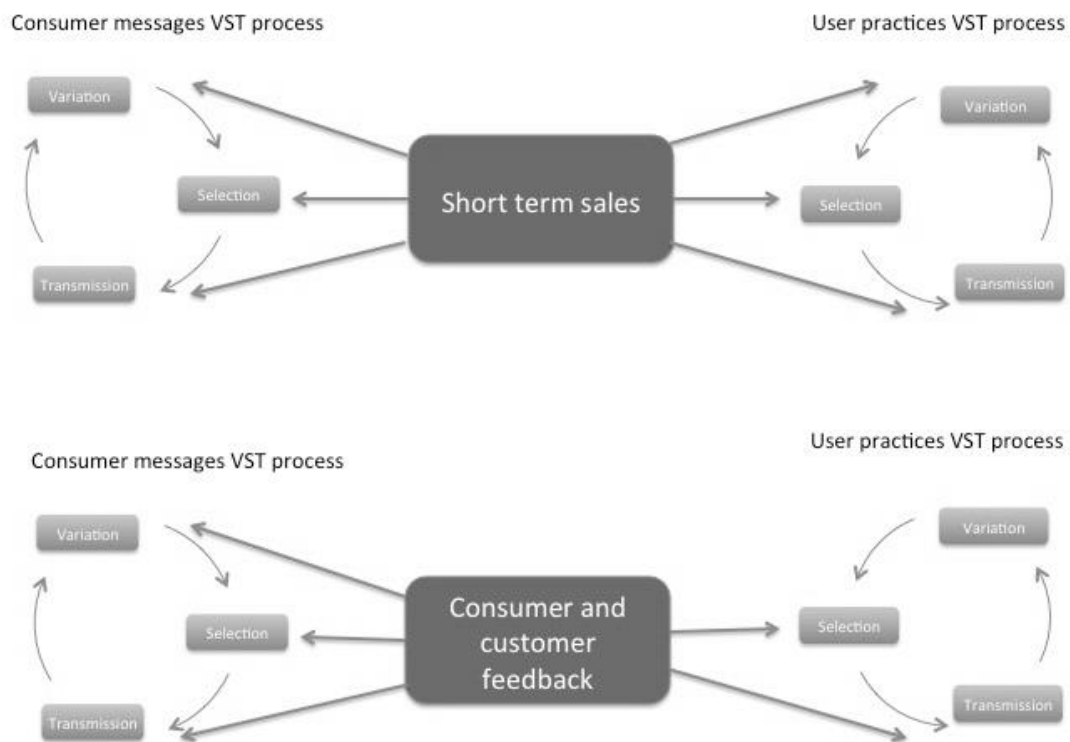 Consumer messages VST process
User practices VST process
Variation
Variation
Short term sales
Selection
Selection
Transmission
Transmission
User practices VST process
Consumer messages VST process
Variation
Variation
Consumer and
customer
feedback
Selection
Selection
Transmission
Transmission